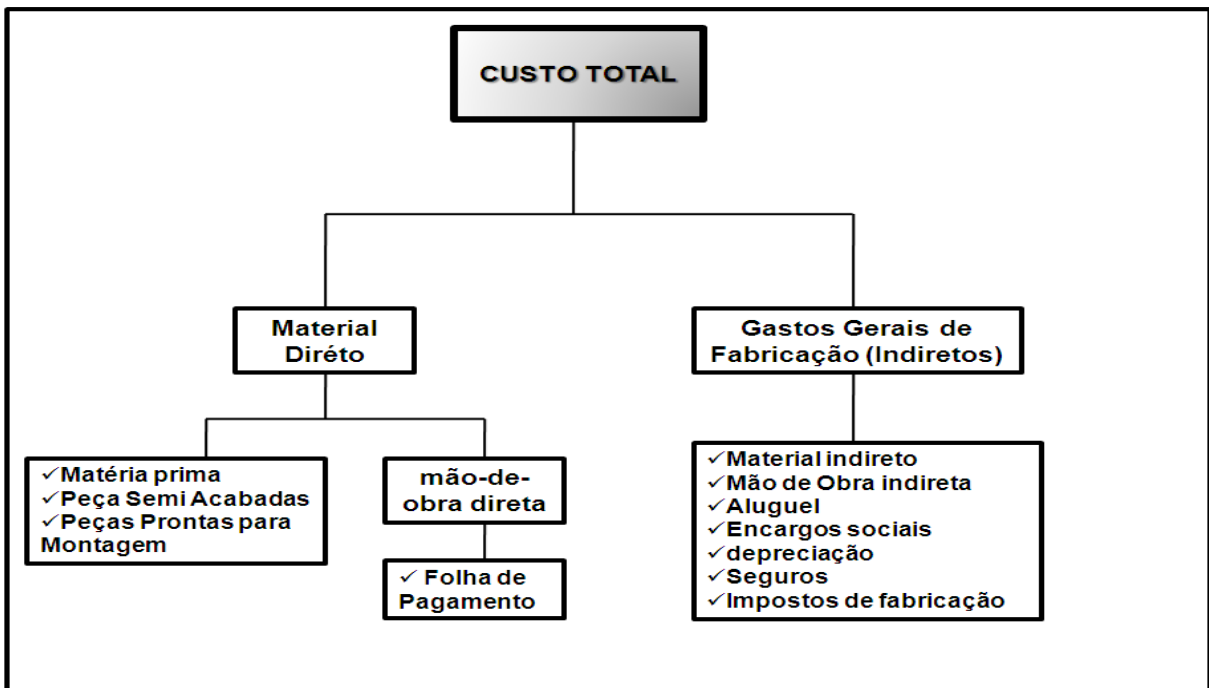 CUSTO TOTAL
Material
Diréto
Gastos Gerais de
Fabricação (Indiretos)
✓Matéria prima
✓Peça Semi Acabadas
✓Peças Prontas para
Montagem
mão-de-
obra direta
✓ Folha de
Pagamento
✓Material indireto
✓Mão de Obra indireta
✓Aluguel
✓Encargos sociais
✓depreciação
✓Seguros
✓Impostos de fabricação